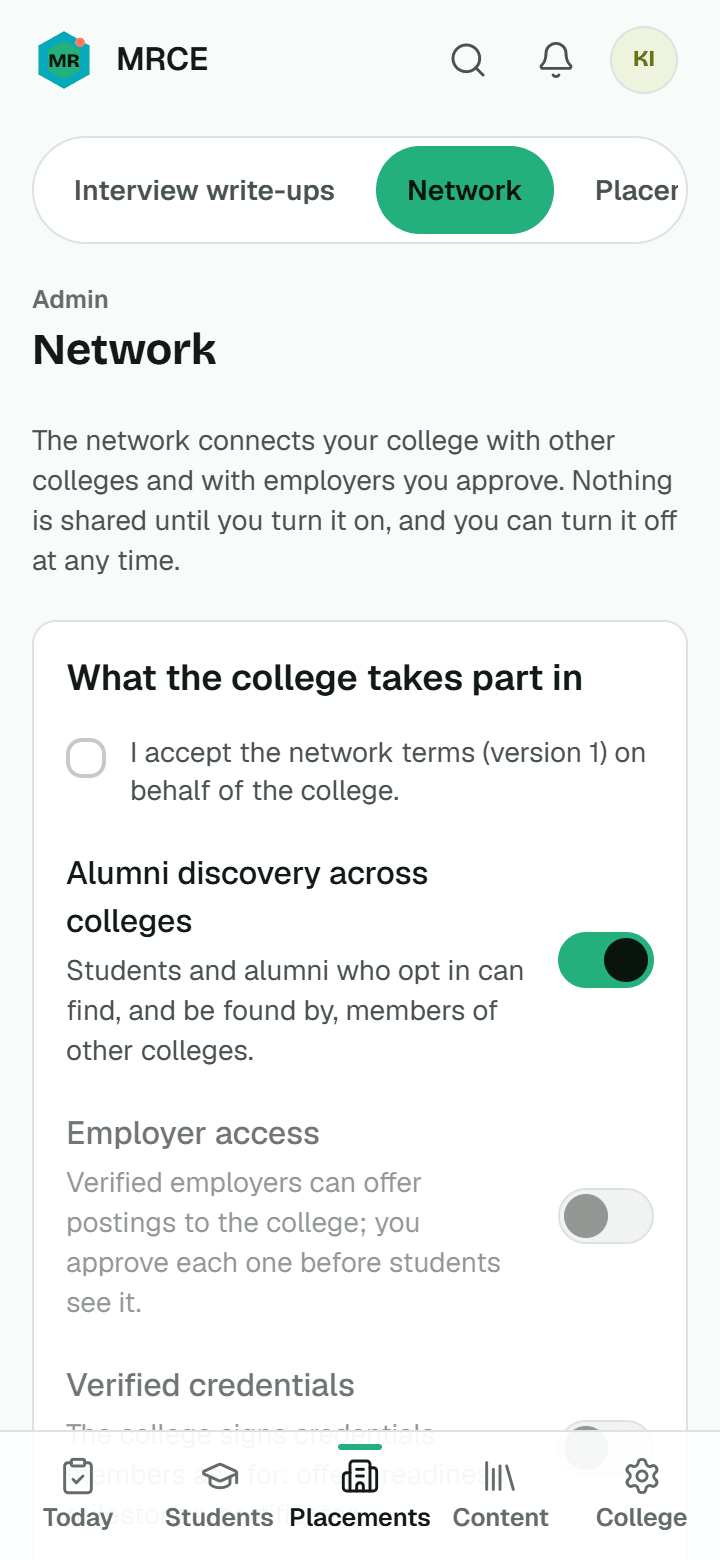 MR MRCE KI
Interview write-ups Network Placer
Admin
Network
The network connects your college with other
colleges and with employers you approve. Nothing
is shared until you turn it on, and you can turn it off
at any time.
What the college takes part in
I accept the network terms (version 1) on
behalf of the college.
Alumni discovery across
colleges
Students and alumni who opt in can
find, and be found by, members of
other colleges.
Employer access
Verified employers can offer
postings to the college; you
approve each one before students
see it.
Verified credentials
The college signs credentials
Today Students Placements Content College